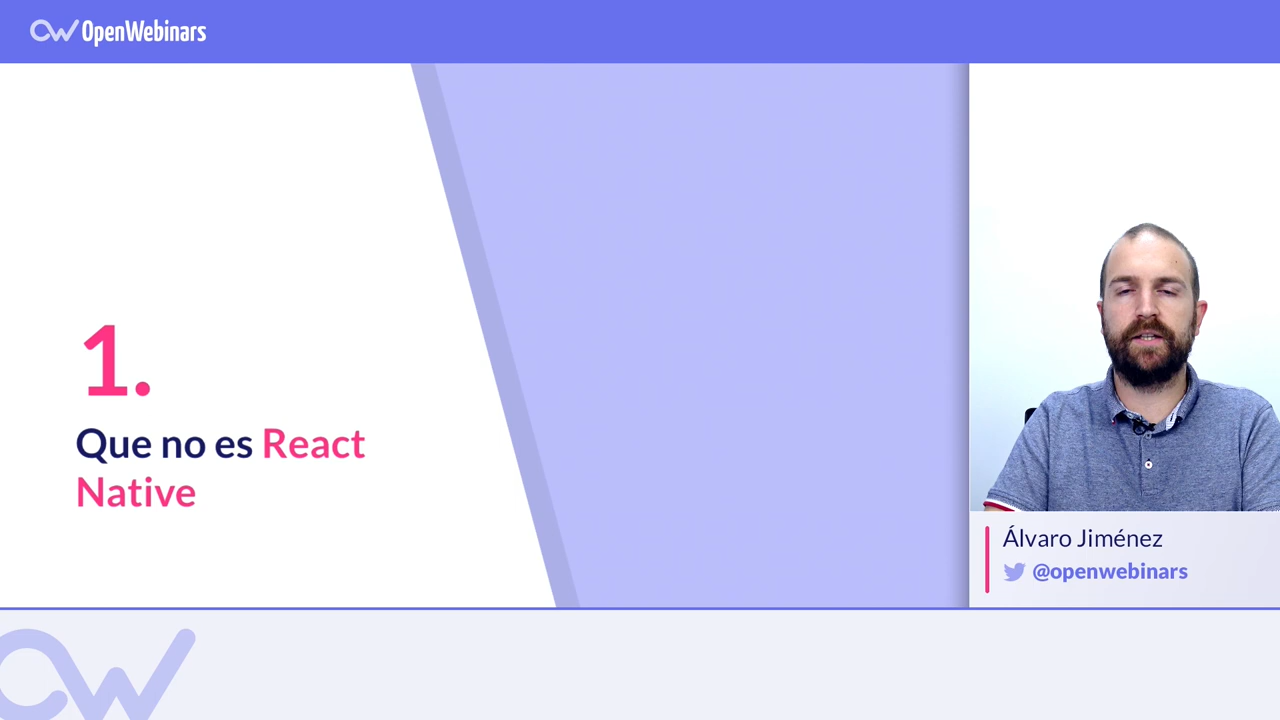 OpenWebinars
1.
Que no es React
Native
Álvaro Jiménez
@openwebinars